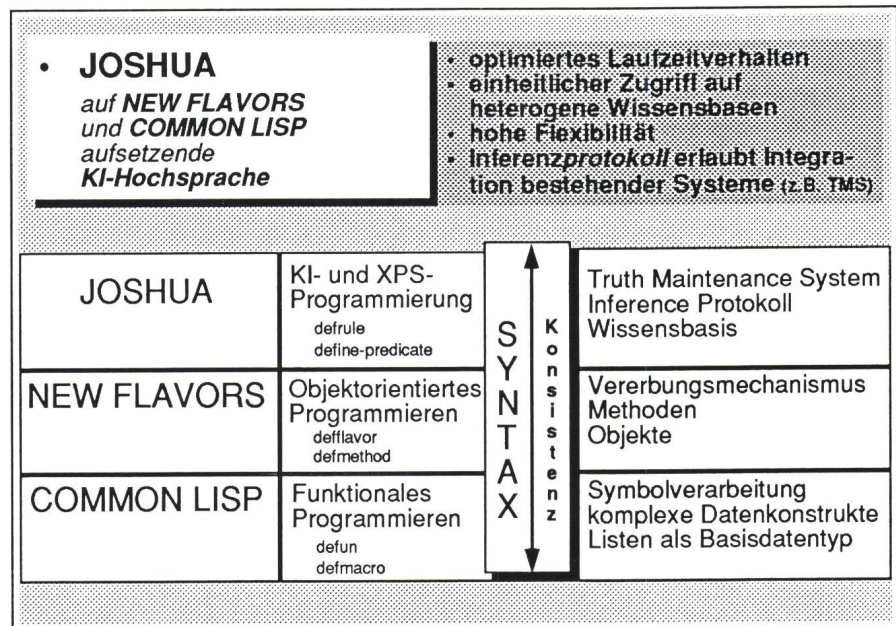 • JOSHUA
auf NEW FLAVORS
und COMMON LISP
aufsetzende
KI-Hochsprache
• optimiertes Laufzeitverhalten
• einheitlicher Zugriff auf
heterogene Wissensbasen
• hohe Flexibilität
• Inferenzprotokoll erlaubt Integra-
tion bestehender Systeme (z.B. TMS)
JOSHUA
KI- und XPS-
Programmierung
defrule
define-predicate
NEW FLAVORS
Objektorientiertes
Programmieren
defflavor
defmethod
COMMON LISP
Funktionales
Programmieren
defun
defmacro
SYNTAX
Konsistenz
Truth Maintenance System
Inference Protokoll
Wissensbasis
Vererbungsmechanismus
Methoden
Objekte
Symbolverarbeitung
komplexe Datenkonstrukte
Listen als Basisdatentyp